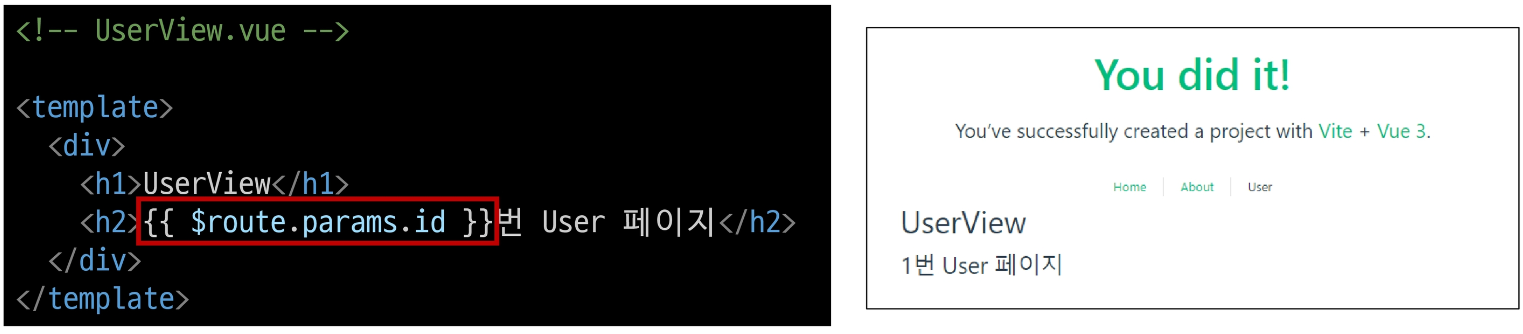 <!-- UserView.vue -->
<template>
<div>
<h1>UserView</h1>
<h2>{{ $route.params.id }}번 User 페이지</h2>
</div>
</template>
You did it!
You've successfully created a project with Vite + Vue 3.
Home About User
UserView
1번 User 페이지